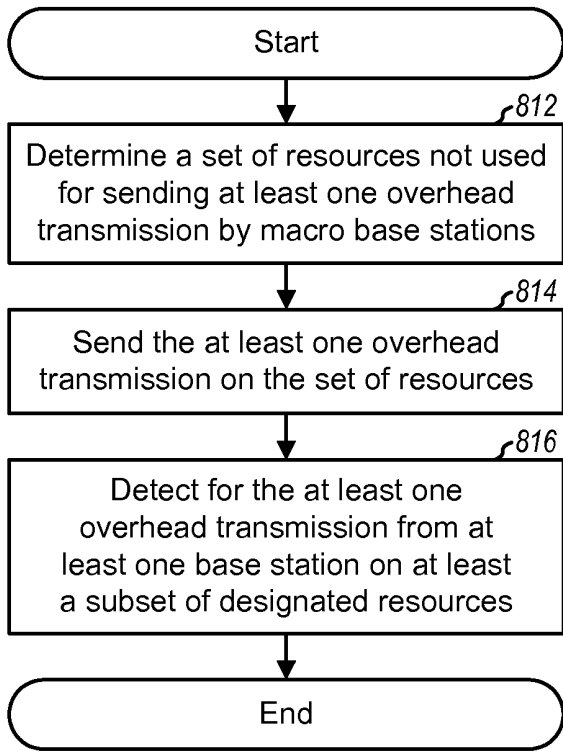 Start
812
Determine a set of resources not used
for sending at least one overhead
transmission by macro base stations
814
Send the at least one overhead
transmission on the set of resources
816
Detect for the at least one
overhead transmission from at
least one base station on at least
a subset of designated resources
End